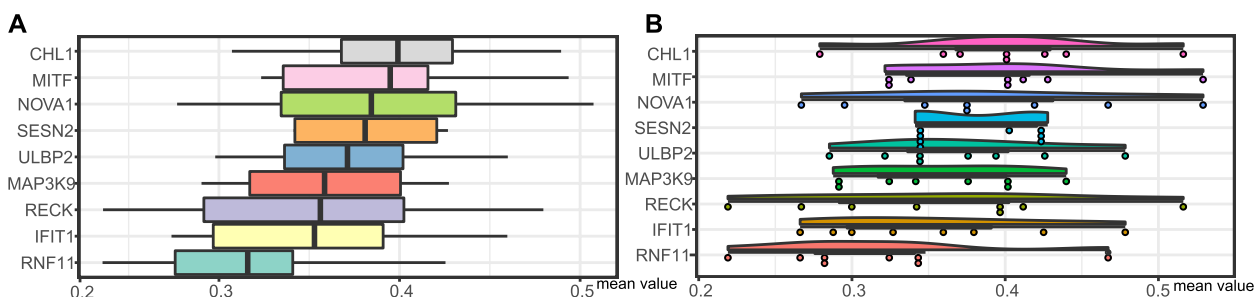 A
CHL1
MITF
NOVA1
SESN2
ULBP2
MAP3K9
RECK
IFIT1
RNF11
0.2 0.3 0.4 0.5 mean value
B
CHL1
MITF
NOVA1
SESN2
ULBP2
MAP3K9
RECK
IFIT1
RNF11
0.2 0.3 0.4 0.5 mean value